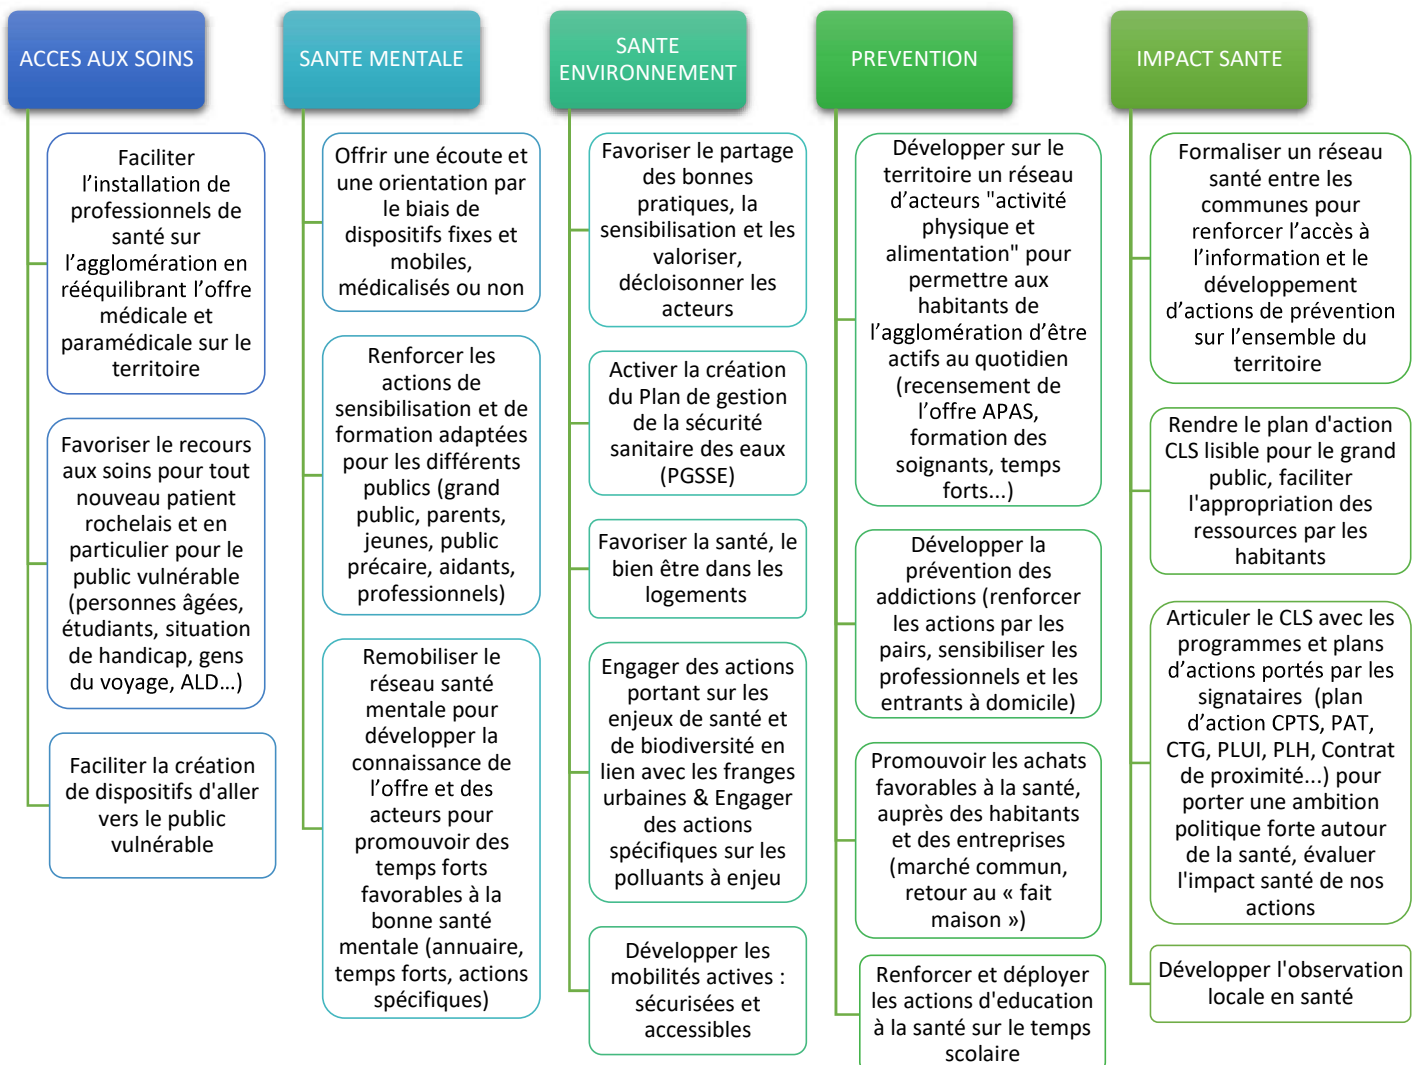 ACCES AUX SOINS
Faciliter
l’installation de
professionnels de
santé sur
l’agglomération en
rééquilibrant l’offre
médicale et
paramédicale sur le
territoire
Favoriser le recours
aux soins pour tout
nouveau patient
rochelais et en
particulier pour le
public vulnérable
(personnes âgées,
étudiants, situation
de handicap, gens
du voyage, ALD…)
Faciliter la création
de dispositifs d'aller
vers le public
vulnérable
SANTE MENTALE
Offrir une écoute et
une orientation par
le biais de
dispositifs fixes et
mobiles,
médicalisés ou non
Renforcer les
actions de
sensibilisation et de
formation adaptées
pour les différents
publics (grand
public, parents,
jeunes, public
précaire, aidants,
professionnels)
Remobiliser le
réseau santé
mentale pour
développer la
connaissance de
l’offre et des
acteurs pour
promouvoir des
temps forts
favorables à la
bonne santé
mentale (annuaire,
temps forts, actions
spécifiques)
SANTE
ENVIRONNEMENT
Favoriser le partage
des bonnes
pratiques, la
sensibilisation et les
valoriser,
décloisonner les
acteurs
Activer la création
du Plan de gestion
de la sécurité
sanitaire des eaux
(PGSSE)
Favoriser la santé, le
bien être dans les
logements
Engager des actions
portant sur les
enjeux de santé et
de biodiversité en
lien avec les franges
urbaines & Engager
des actions
spécifiques sur les
polluants à enjeu
Développer les
mobilités actives :
sécurisées et
accessibles
PREVENTION
Développer sur le
territoire un réseau
d’acteurs "activité
physique et
alimentation" pour
permettre aux
habitants de
l’agglomération d’être
actifs au quotidien
(recensement de
l’offre APAS,
formation des
soignants, temps
forts...)
Développer la
prévention des
addictions (renforcer
les actions par les
pairs, sensibiliser les
professionnels et les
entrants à domicile)
Promouvoir les achats
favorables à la santé,
auprès des habitants
et des entreprises
(marché commun,
retour au « fait
maison »)
Renforcer et déployer
les actions d'education
à la santé sur le temps
scolaire
IMPACT SANTE
Formaliser un réseau
santé entre les
communes pour
renforcer l’accès à
l’information et le
développement
d’actions de prévention
sur l’ensemble du
territoire
Rendre le plan d'action
CLS lisible pour le grand
public, faciliter
l'appropriation des
ressources par les
habitants
Articuler le CLS avec les
programmes et plans
d’actions portés par les
signataires (plan
d’action CPTS, PAT,
CTG, PLUI, PLH, Contrat
de proximité...) pour
porter une ambition
politique forte autour
de la santé, évaluer
l'impact santé de nos
actions
Développer l'observation
locale en santé